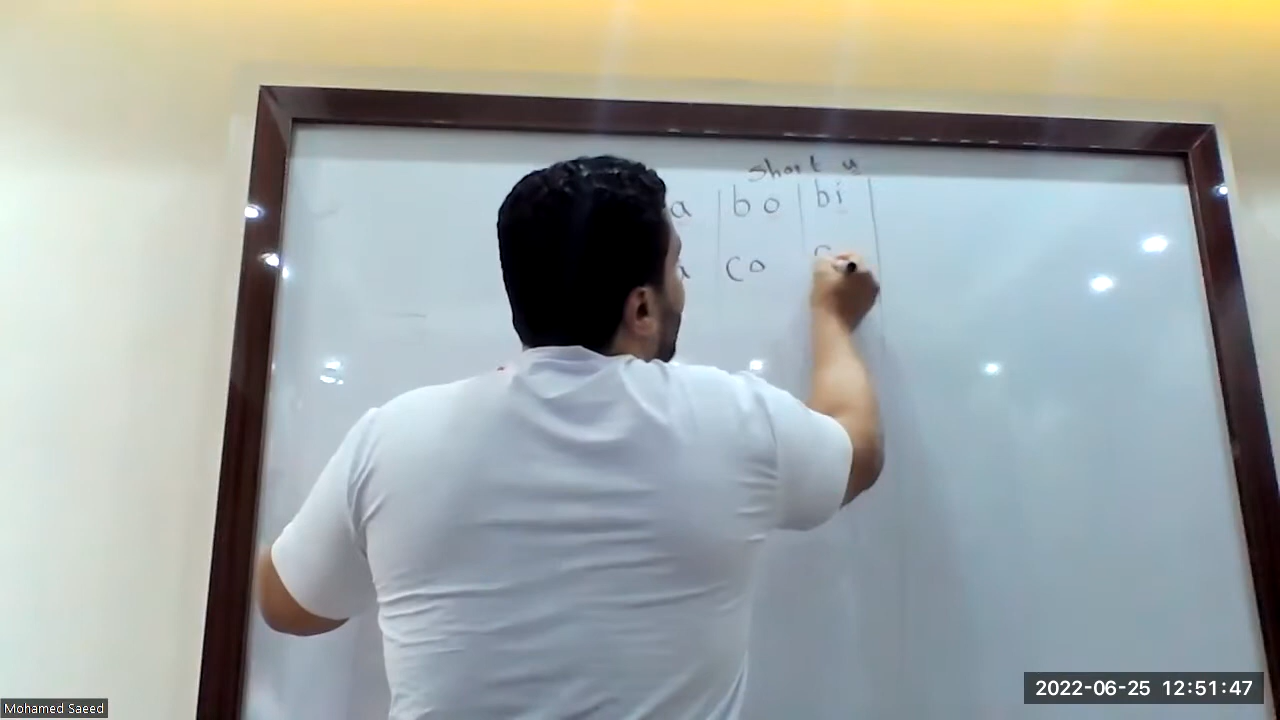 short u
a bo bi
a co c
Mohamed Saeed
2022-06-25 12:51:47